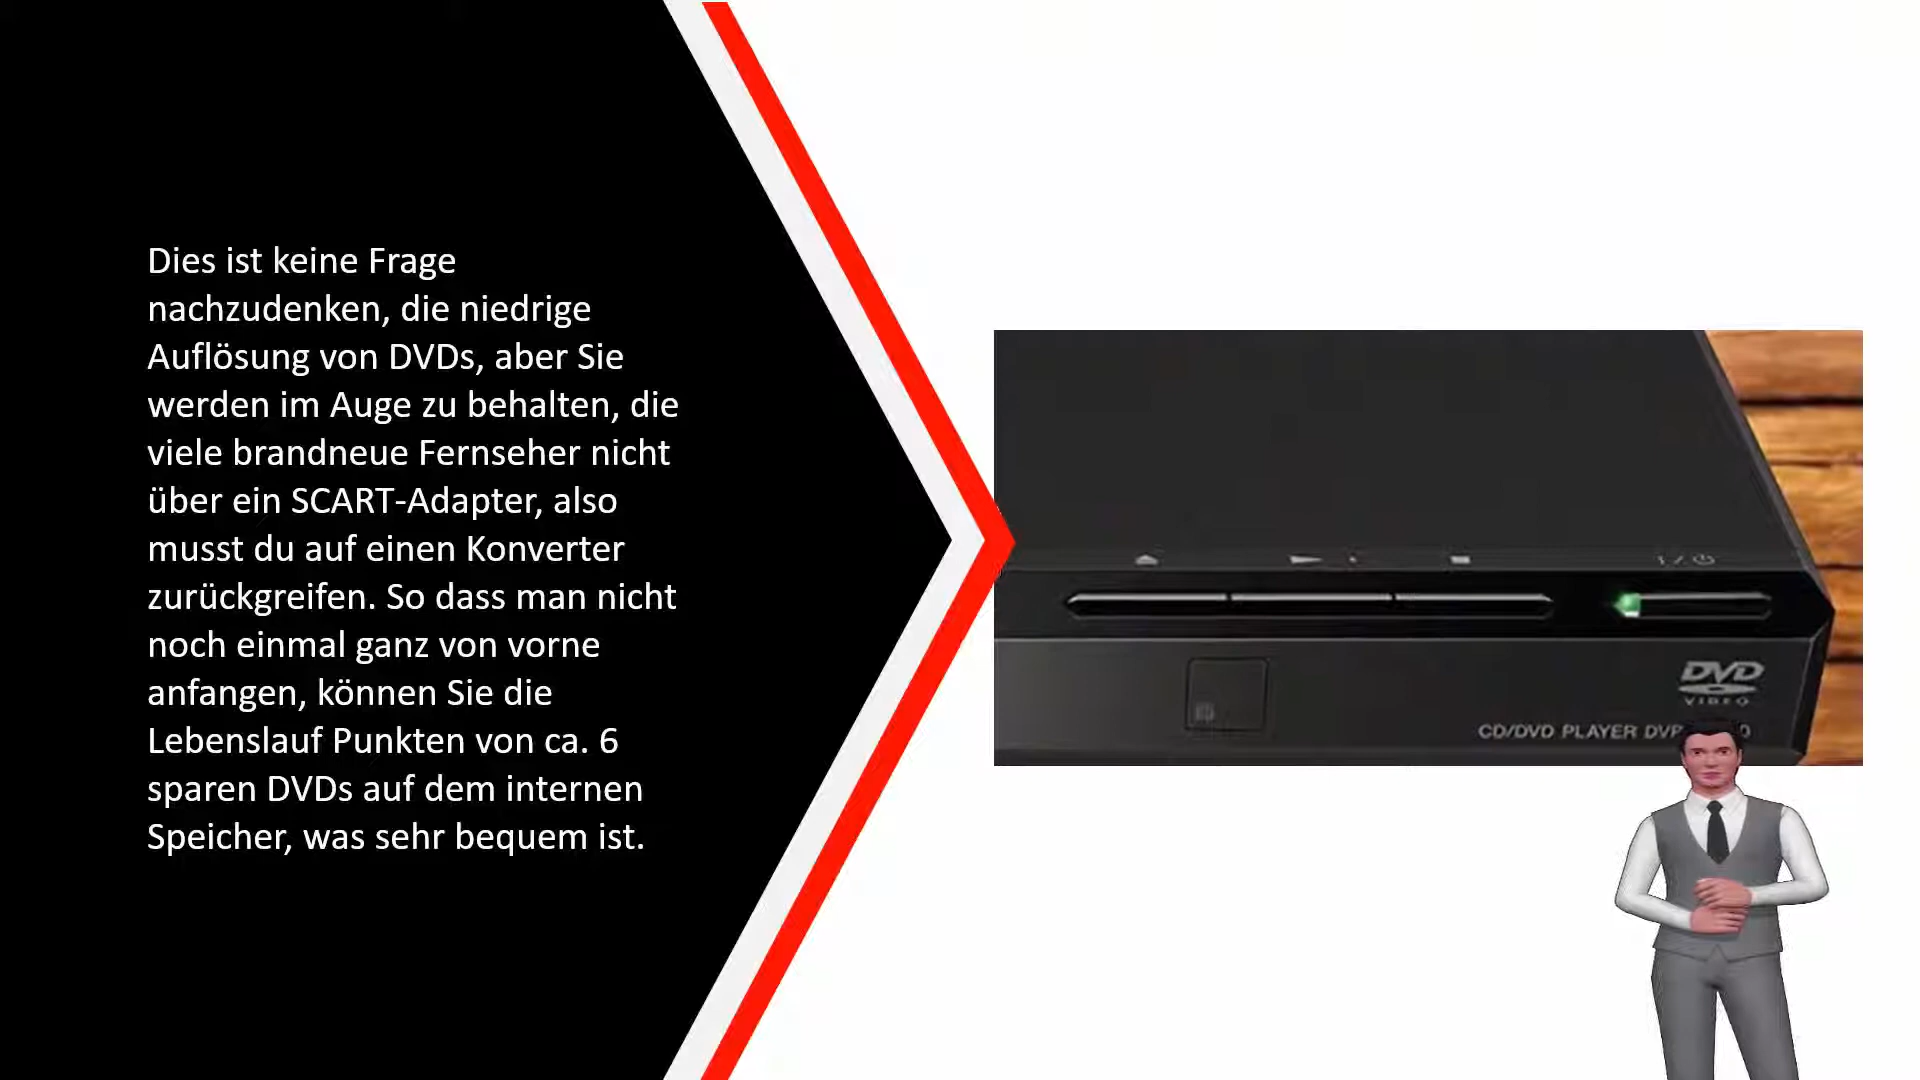 Dies ist keine Frage
nachzudenken, die niedrige
Auflösung von DVDs, aber Sie
werden im Auge zu behalten, die
viele brandneue Fernseher nicht
über ein SCART-Adapter, also
musst du auf einen Konverter
zurückgreifen. So dass man nicht
noch einmal ganz von vorne
anfangen, können Sie die
Lebenslauf Punkten von ca. 6
sparen DVDs auf dem internen
Speicher, was sehr bequem ist.
DVD
VIDEO
CD/DVD PLAYER